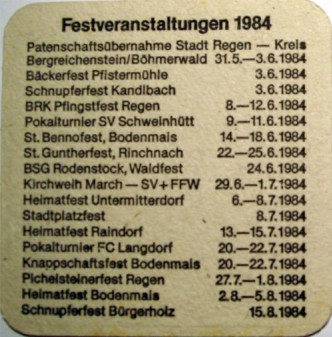 Festveranstaltungen 1984
Patenschaftsübernahme Stadt Regen — Kreis
Bergreichenstein/Böhmerwald 31.5.—3.6.1984
Bäckerfest Pfistermühle 3.6.1984
Schnupferfest Kandlbach 3.6.1984
BRK Pfingstfest Regen 8.—12.6.1984
Pokalturnier SV Schweinhütt 9.—11.6.1984
St. Bennofest, Bodenmais 14.—18.6.1984
St. Guntherfest, Rinchnach 22.—25.6.1984
BSG Rodenstock, Waldfest 24.6.1984
Kirchweih March — SV+FFW 29.6.—1.7.1984
Heimatfest Untermitterdorf 6.—8.7.1984
Stadtplatzfest 8.7.1984
Heimatfest Raindorf 13.—15.7.1984
Pokalturnier FC Langdorf 20.—22.7.1984
Knappschaftsfest Bodenmais 20.—22.7.1984
Pichelsteinerfest Regen 27.7.—1.8.1984
Heimatfest Bodenmais 2.8.—5.8.1984
Schnupferfest Bürgerholz 15.8.1984